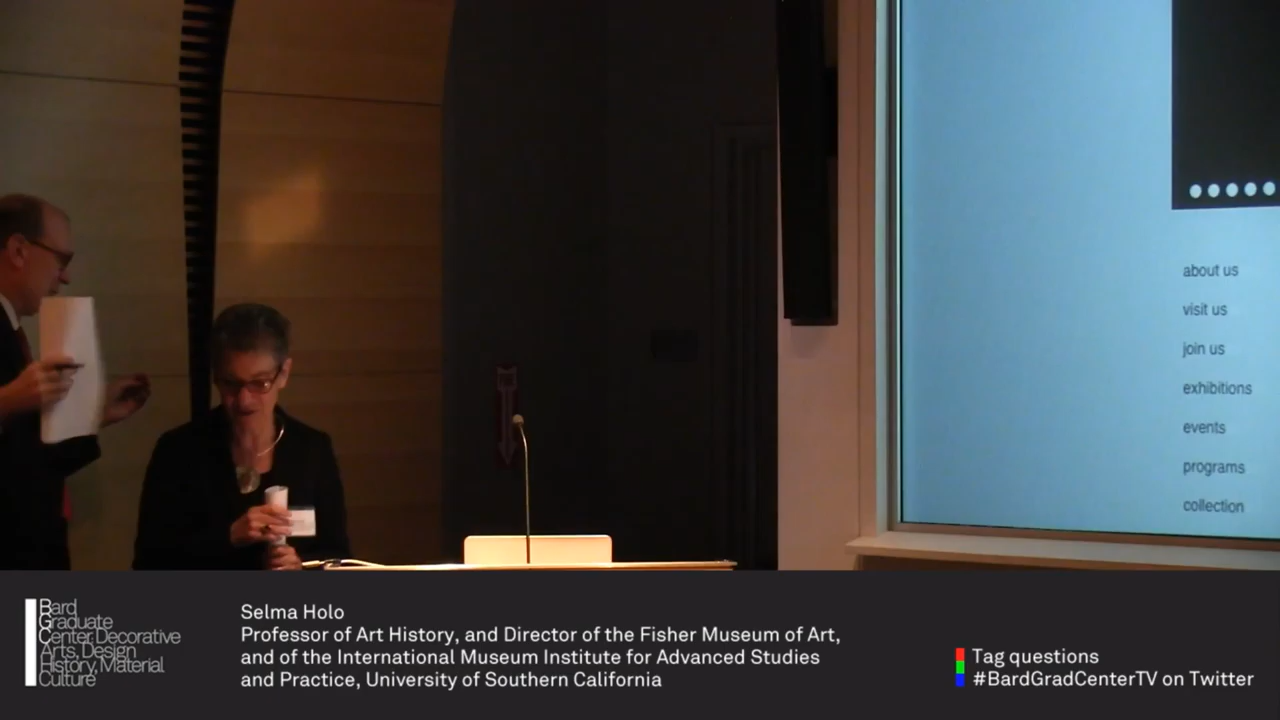 about us
visit us
join us
exhibitions
events
programs
collection
Bard
Graduate
Center Decorative
Arts, Design
History, Material
Culture
Selma Holo
Professor of Art History, and Director of the Fisher Museum of Art,
and of the International Museum Institute for Advanced Studies
and Practice, University of Southern California
Tag questions
#BardGradCenterTV on Twitter